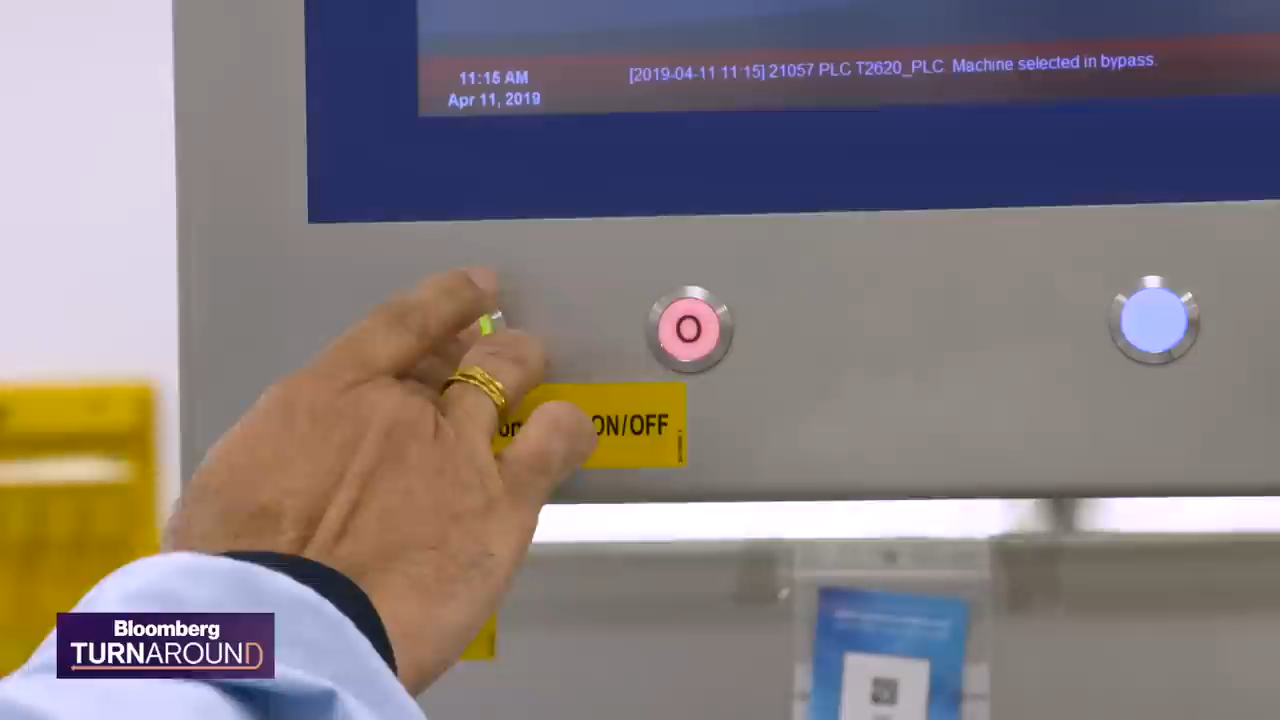 11:15 AM
Apr 11, 2019
[2019-04-11 11 15] 21057 PLC T2620_PLC Machine selected in bypass.
O
ON/OFF
Bloomberg
TURNAROUND